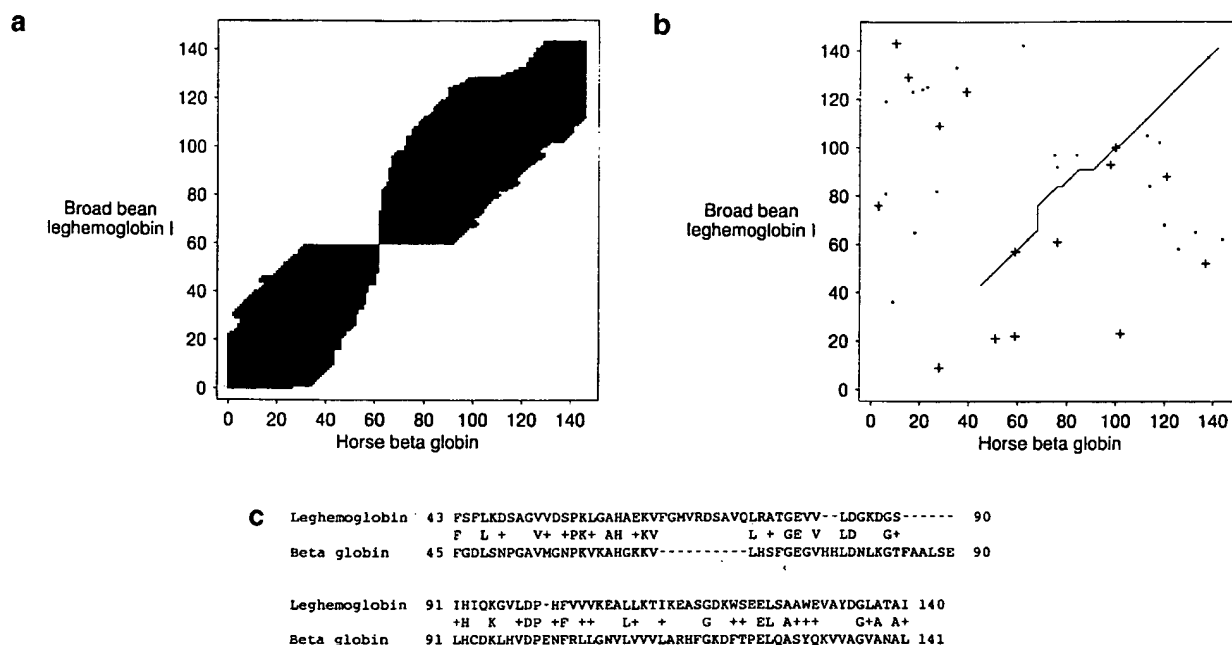 a
b
140
120
100
80
60
40
20
0
Broad bean
leghemoglobin I
0 20 40 60 80 100 120 140
Horse beta globin
140
120
100
80
60
40
20
0
Broad bean
leghemoglobin I
0 20 40 60 80 100 120 140
Horse beta globin
c
Leghemoglobin 43 FSFLKDSAGVVDSPKLGAHAEKVFGMVRDSAVQLRATGEVV--LDGKDGS------ 90
F L + V+ +PK+ AH +KV L + GE V LD G+
Beta globin 45 FGDLSNPGAVMGNPKVKAHGKKV----------LHSFGEGVHHLDNLKGTFAALSE 90
Leghemoglobin 91 IHIQKGVLDP-HFVVVKEALLKTIKEASGDKWSEELSAAWEVAYDGLATAI 140
+H K +DP +F ++ L+ + G ++ EL A+++ G+A A+
Beta globin 91 LHCDKLHVDPENFRLLGNVLVVVLARHFGKDFTPELQASYQKVVAGVANAL 141